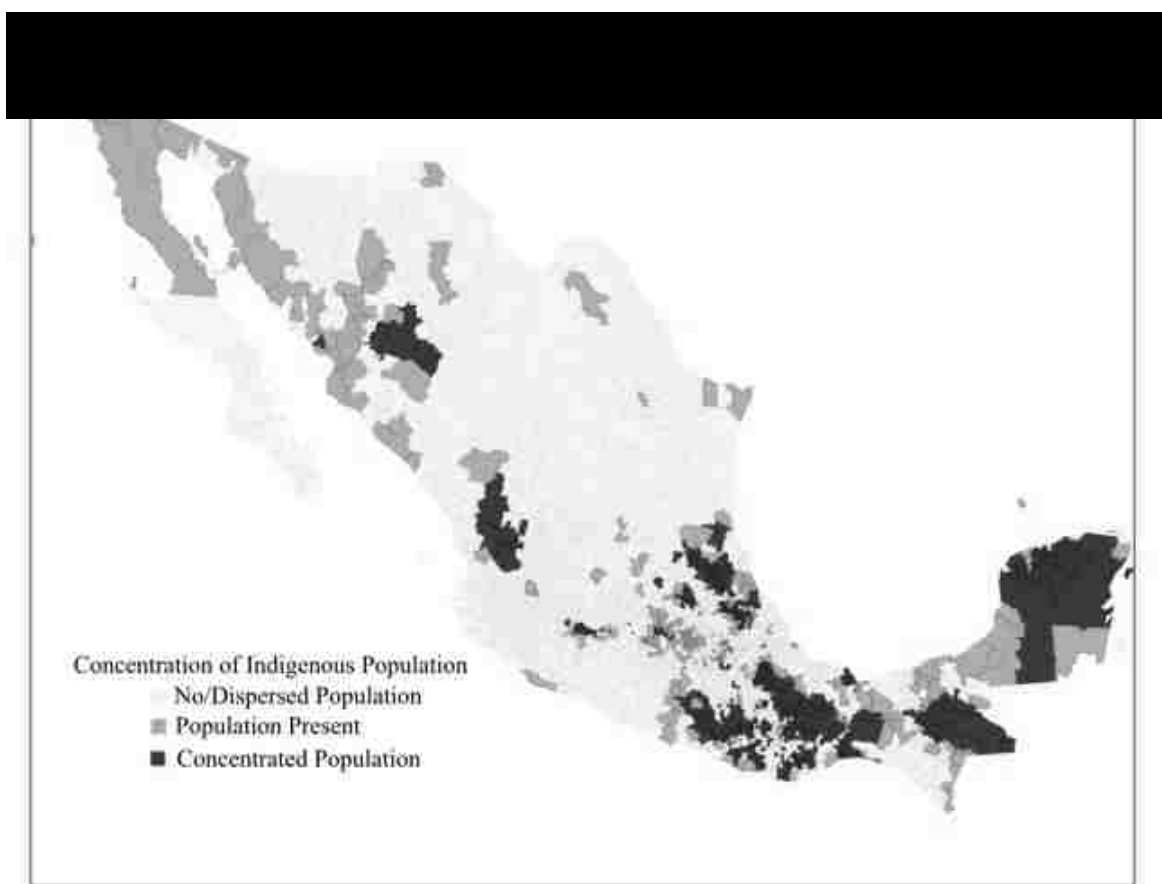 Concentration of Indigenous Population
No/Dispersed Population
Population Present
Concentrated Population